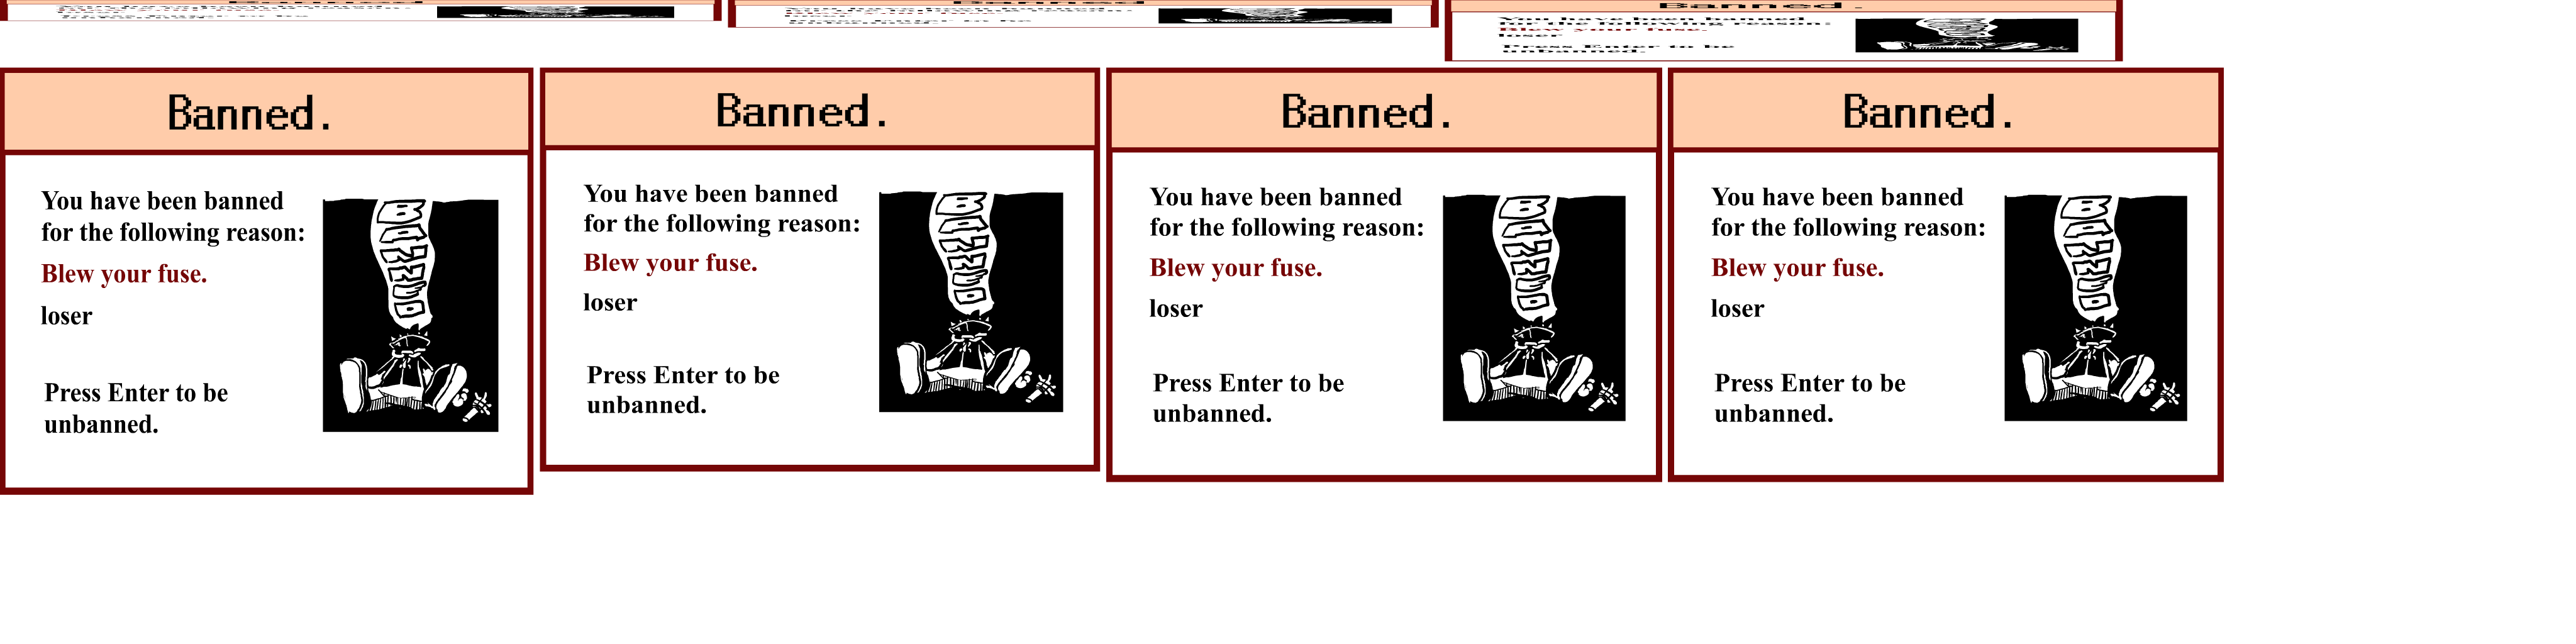 Banned.
You have been banned
for the following reason:
Blew your fuse.
loser
Press Enter to be
unbanned.
Banned.
You have been banned
for the following reason:
Blew your fuse.
loser
Press Enter to be
unbanned.
BANNED
Banned.
You have been banned
for the following reason:
Blew your fuse.
loser
Press Enter to be
unbanned.
BANNED
Banned.
You have been banned
for the following reason:
Blew your fuse.
loser
Press Enter to be
unbanned.
BANNED
Banned.
You have been banned
for the following reason:
Blew your fuse.
loser
Press Enter to be
unbanned.
BANNED